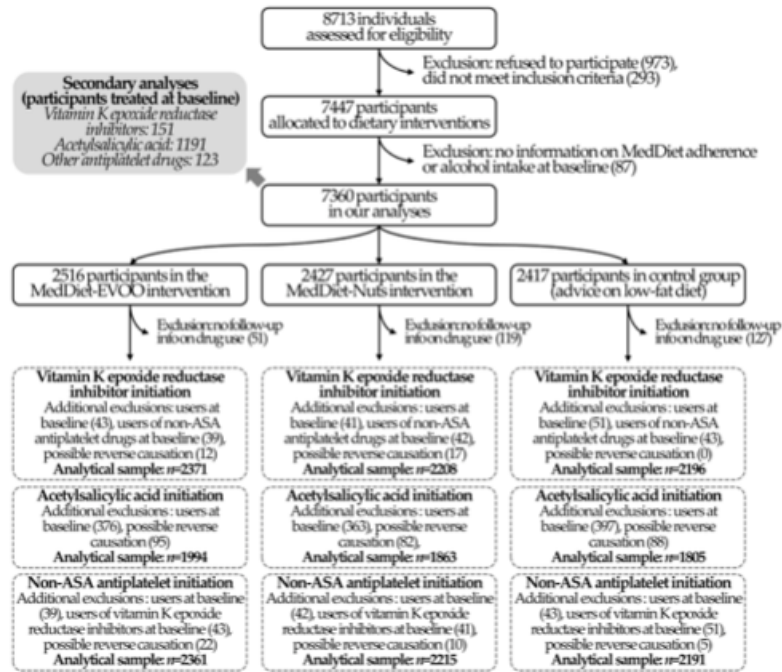 8713 individuals
assessed for eligibility
Exclusion: refused to participate (973),
did not meet inclusion criteria (293)
Secondary analyses
(participants treated at baseline)
Vitamin K epoxide reductase
inhibitors: 151
Acetylsalicylic acid: 1191
Other antiplatelet drugs: 123
7447 participants
allocated to dietary interventions
Exclusion: no information on MedDiet adherence
or alcohol intake at baseline (87)
7360 participants
in our analyses
2516 participants in the
MedDiet-EVOO intervention
2427 participants in the
MedDiet-Nuts intervention
2417 participants in control group
(advice on low-fat diet)
Exclusion: no follow-up
info on drug use (51)
Exclusion: no follow-up
info on drug use (119)
Exclusion: no follow-up
info on drug use (127)
Vitamin K epoxide reductase
inhibitor initiation
Additional exclusions : users at
baseline (43), users of non-ASA
antiplatelet drugs at baseline (39),
possible reverse causation (12)
Analytical sample: n=2371
Vitamin K epoxide reductase
inhibitor initiation
Additional exclusions : users at
baseline (41), users of non-ASA
antiplatelet drugs at baseline (42),
possible reverse causation (17)
Analytical sample: n=2208
Vitamin K epoxide reductase
inhibitor initiation
Additional exclusions : users at
baseline (51), users of non-ASA
antiplatelet drugs at baseline (43),
possible reverse causation (0)
Analytical sample: n=2196
Acetylsalicylic acid initiation
Additional exclusions : users at
baseline (376), possible reverse
causation (95)
Analytical sample: n=1994
Acetylsalicylic acid initiation
Additional exclusions : users at
baseline (363), possible reverse
causation (82),
Analytical sample: n=1863
Acetylsalicylic acid initiation
Additional exclusions : users at
baseline (397), possible reverse
causation (88)
Analytical sample: n=1805
Non-ASA antiplatelet initiation
Additional exclusions : users at baseline
(39), users of vitamin K epoxide
reductase inhibitors at baseline (43),
possible reverse causation (22)
Analytical sample: n=2361
Non-ASA antiplatelet initiation
Additional exclusions : users at baseline
(42), users of vitamin K epoxide
reductase inhibitors at baseline (41),
possible reverse causation (10)
Analytical sample: n=2215
Non-ASA antiplatelet initiation
Additional exclusions : users at baseline
(43), users of vitamin K epoxide
reductase inhibitors at baseline (51),
possible reverse causation (5)
Analytical sample: n=2191